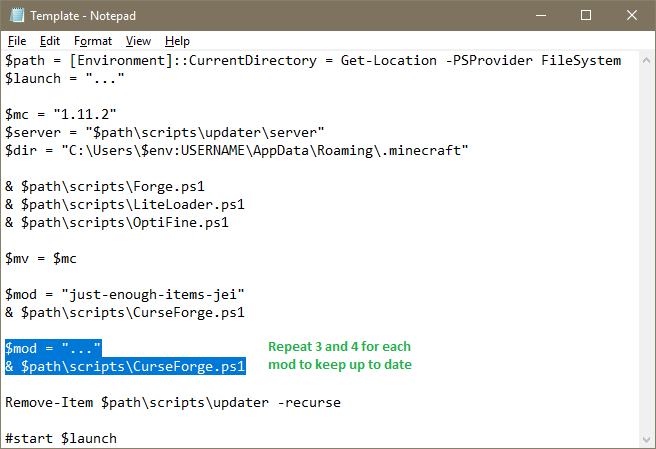 Template - Notepad
File Edit Format View Help
$path = [Environment]::CurrentDirectory = Get-Location -PSProvider FileSystem
$launch = "..."
$mc = "1.11.2"
$server = "$path\scripts\updater\server"
$dir = "C:\Users\$env:USERNAME\AppData\Roaming\.minecraft"
& $path\scripts\Forge.ps1
& $path\scripts\LiteLoader.ps1
& $path\scripts\OptiFine.ps1
$mv = $mc
$mod = "just-enough-items-jei"
& $path\scripts\CurseForge.ps1
$mod = "..."
& $path\scripts\CurseForge.ps1
Repeat 3 and 4 for each
mod to keep up to date
Remove-Item $path\scripts\updater -recurse
#start $launch